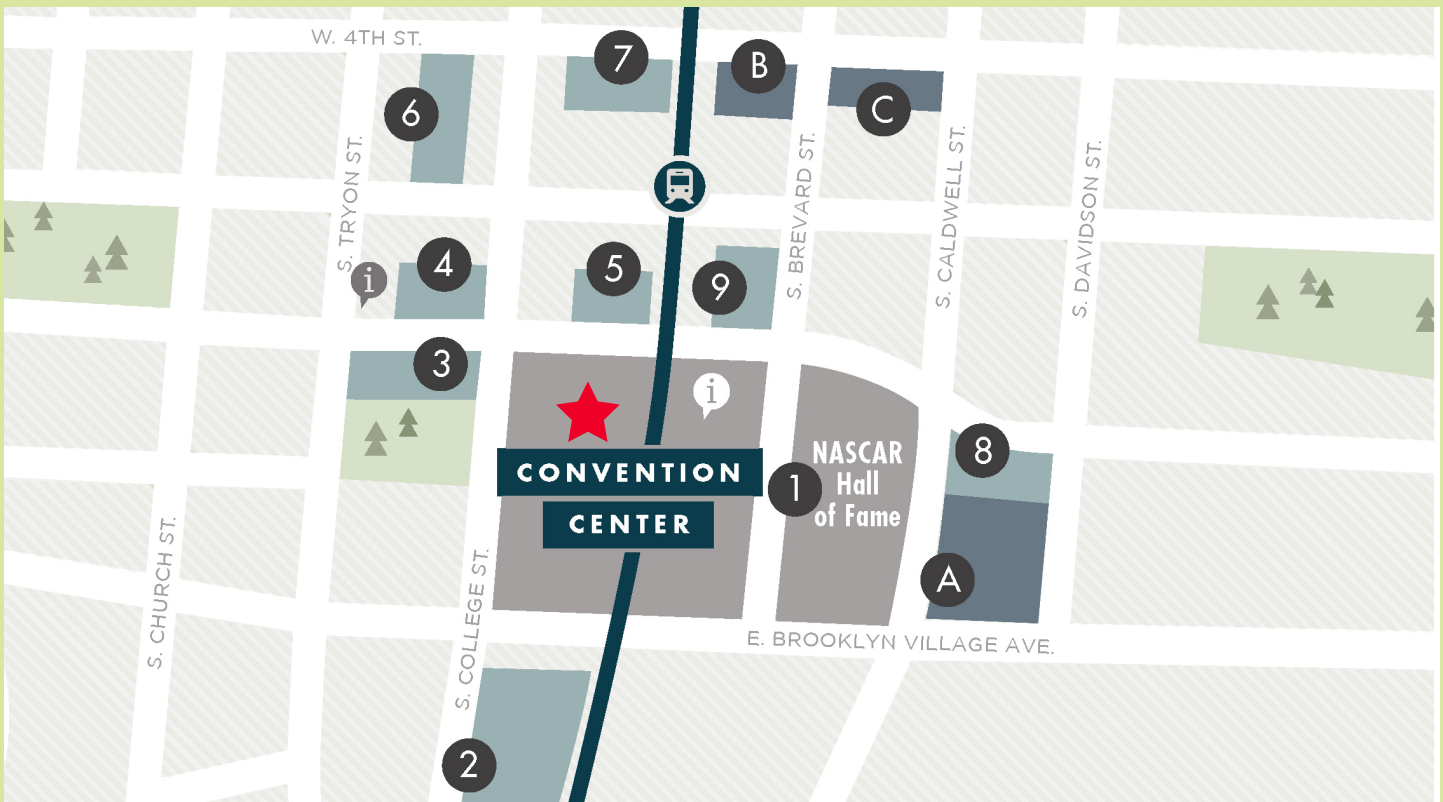 W. 4TH ST.
7
B
C
6
S. TRYON ST.
S. BREVARD ST.
S. CALDWELL ST.
S. DAVIDSON ST.
4
5
9
i
3
i
CONVENTION
CENTER
1
NASCAR
Hall
of Fame
8
A
S. CHURCH ST.
S. COLLEGE ST.
E. BROOKLYN VILLAGE AVE.
2